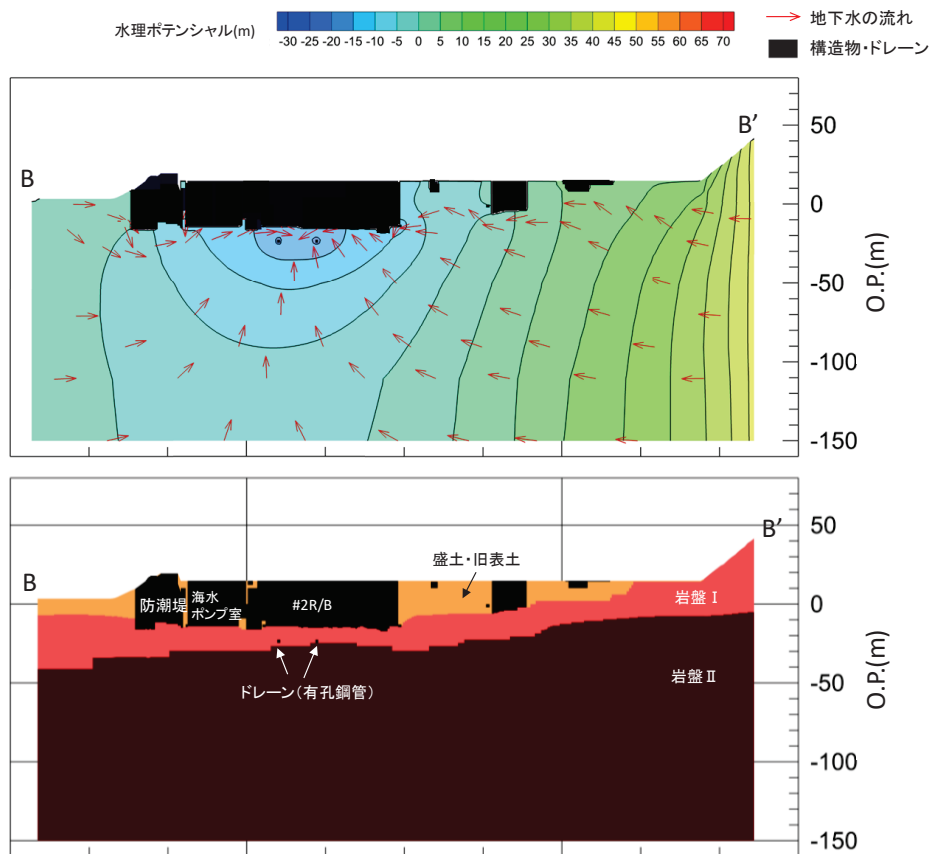 水理ポテンシャル(m)
-30 -25 -20 -15 -10 -5 0 5 10 15 20 25 30 35 40 45 50 55 60 65 70
地下水の流れ
構造物・ドレーン
B
B’
50
0
-50
-100
-150
O.P.(m)
B
B’
盛土・旧表土
防潮堤
海水
ポンプ室
#2R/B
岩盤Ⅰ
ドレーン(有孔鋼管)
岩盤Ⅱ
50
0
-50
-100
-150
O.P.(m)